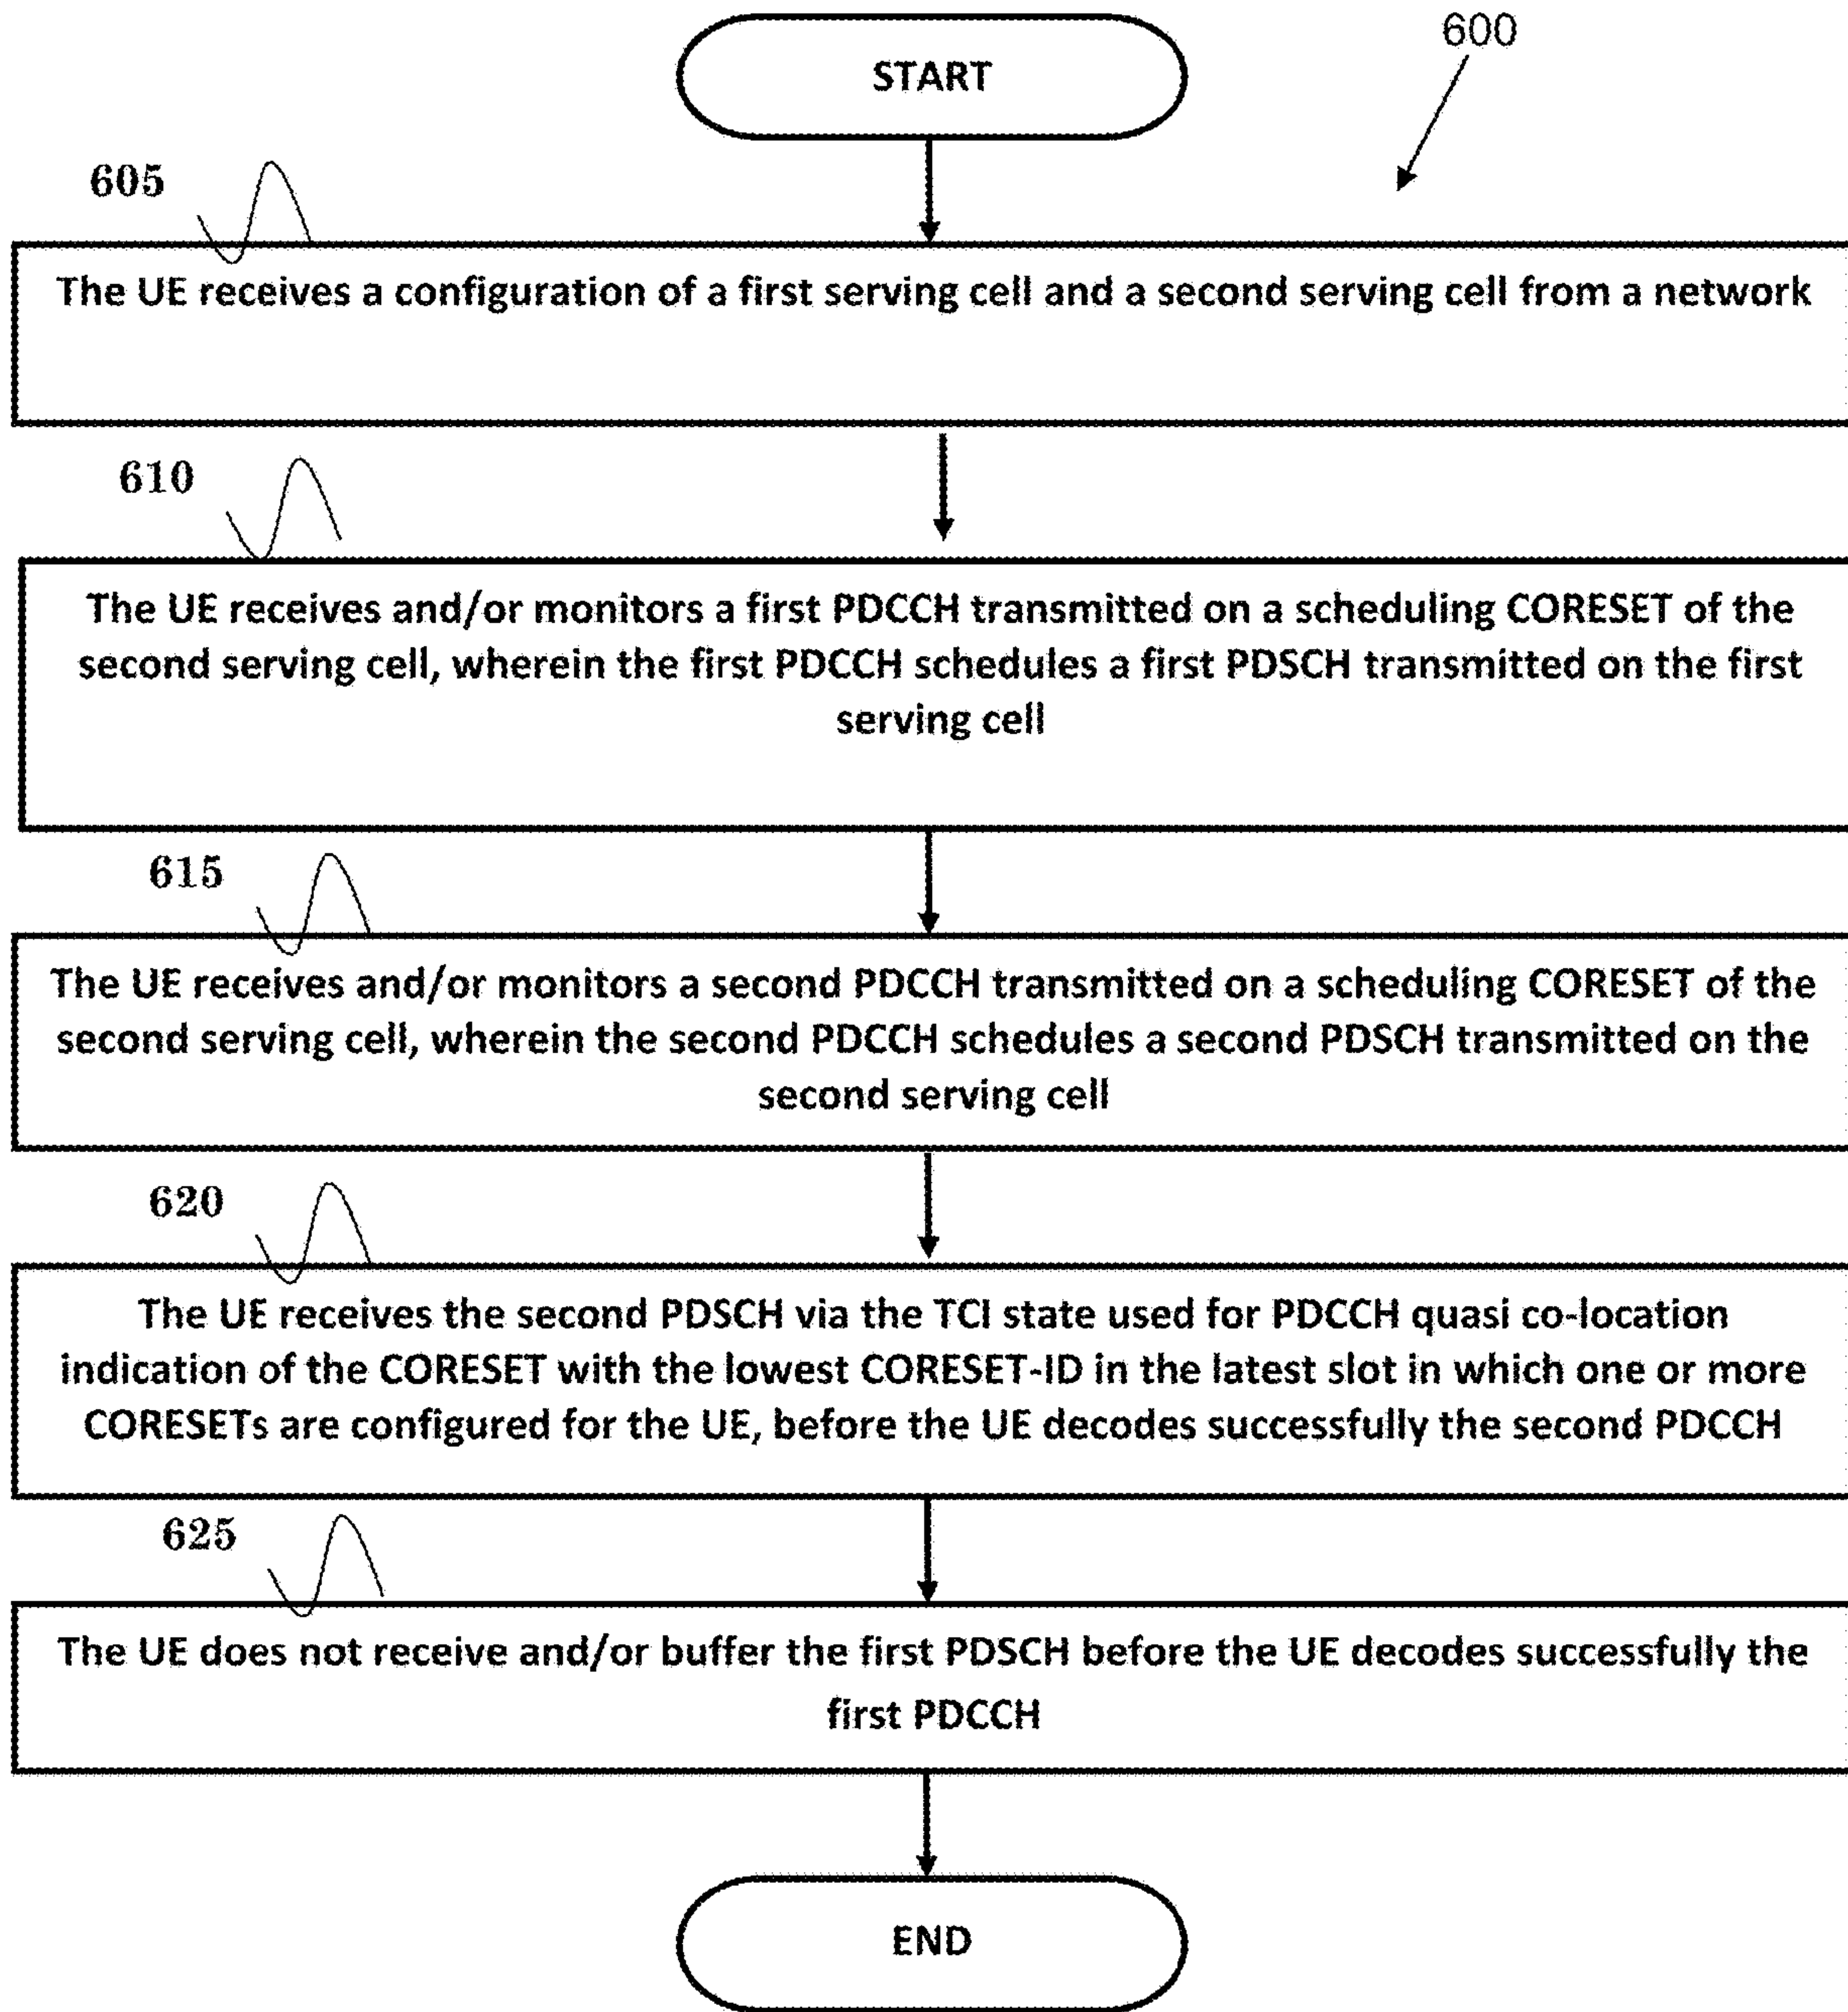 START
600
605
The UE receives a configuration of a first serving cell and a second serving cell from a network
610
The UE receives and/or monitors a first PDCCH transmitted on a scheduling CORESET of the
second serving cell, wherein the first PDCCH schedules a first PDSCH transmitted on the first
serving cell
615
The UE receives and/or monitors a second PDCCH transmitted on a scheduling CORESET of the
second serving cell, wherein the second PDCCH schedules a second PDSCH transmitted on the
second serving cell
620
The UE receives the second PDSCH via the TCI state used for PDCCH quasi co-location
indication of the CORESET with the lowest CORESET-ID in the latest slot in which one or more
CORESETs are configured for the UE, before the UE decodes successfully the second PDCCH
625
The UE does not receive and/or buffer the first PDSCH before the UE decodes successfully the
first PDCCH
END